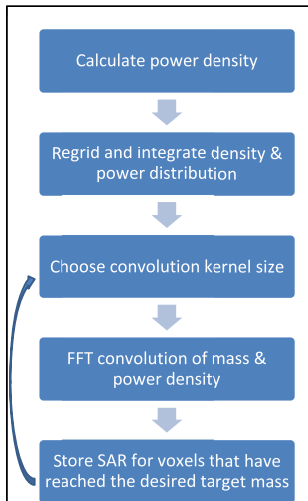 Calculate power density
Regrid and integrate density &
power distribution
Choose convolution kernel size
FFT convolution of mass &
power density
Store SAR for voxels that have
reached the desired target mass